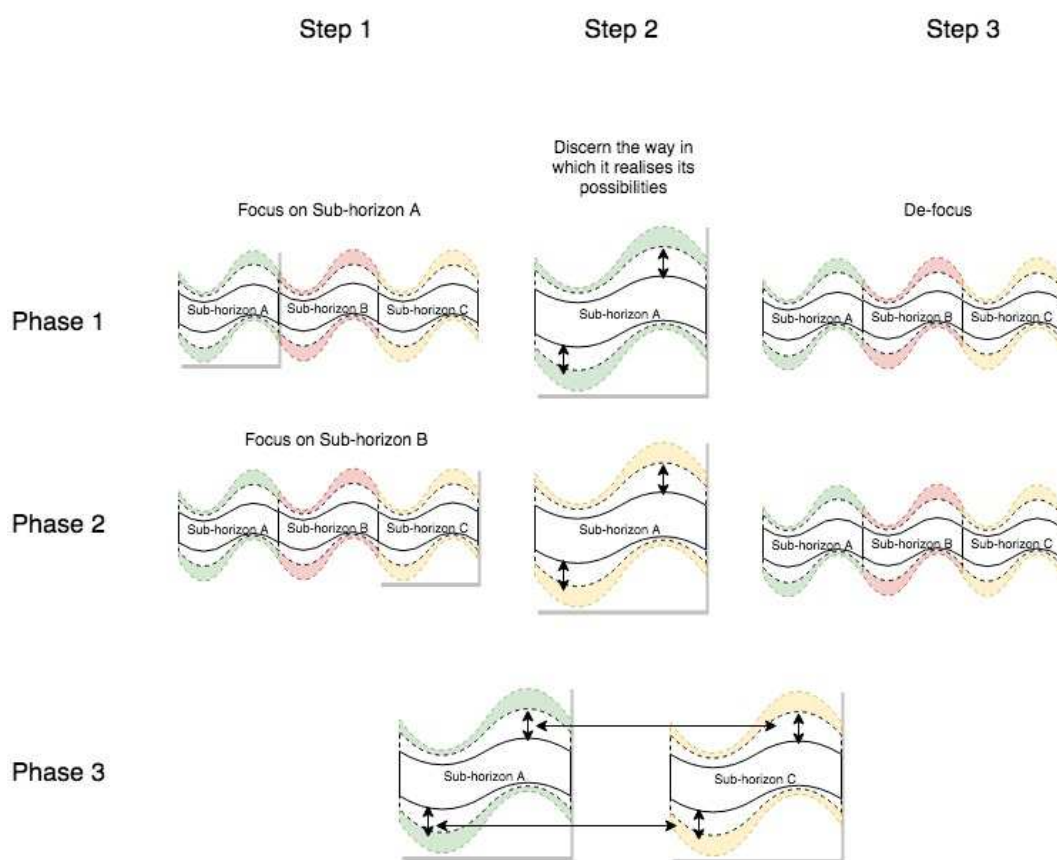 Step 1
Step 2
Step 3
Discern the way in
which it realises its
possibilities
Focus on Sub-horizon A
De-focus
Phase 1
Sub-horizon A
Sub-horizon B
Sub-horizon C
Sub-horizon A
Sub-horizon A
Sub-horizon B
Sub-horizon C
Focus on Sub-horizon B
Phase 2
Sub-horizon A
Sub-horizon B
Sub-horizon C
Sub-horizon A
Sub-horizon A
Sub-horizon B
Sub-horizon C
Phase 3
Sub-horizon A
Sub-horizon C